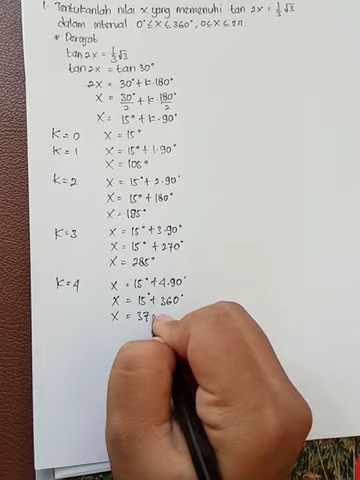 1. Tentukanlah nilai x yang memenuhi tan 2x = 1/3 √3
dalam interval 0° ≤ x ≤ 360°, 0 ≤ x ≤ 2π.
* Derajat
tan 2x = 1/3 √3
tan 2x = tan 30°
2x = 30° + k.180°
x = 30°/2 + k.180°/2
x = 15° + k.90°
k=0 x = 15°
k=1 x = 15° + 1.90°
x = 105°
k=2 x = 15° + 2.90°
x = 15° + 180°
x = 195°
k=3 x = 15° + 3.90°
x = 15° + 270°
x = 285°
k=4 x = 15° + 4.90°
x = 15° + 360°
x = 37